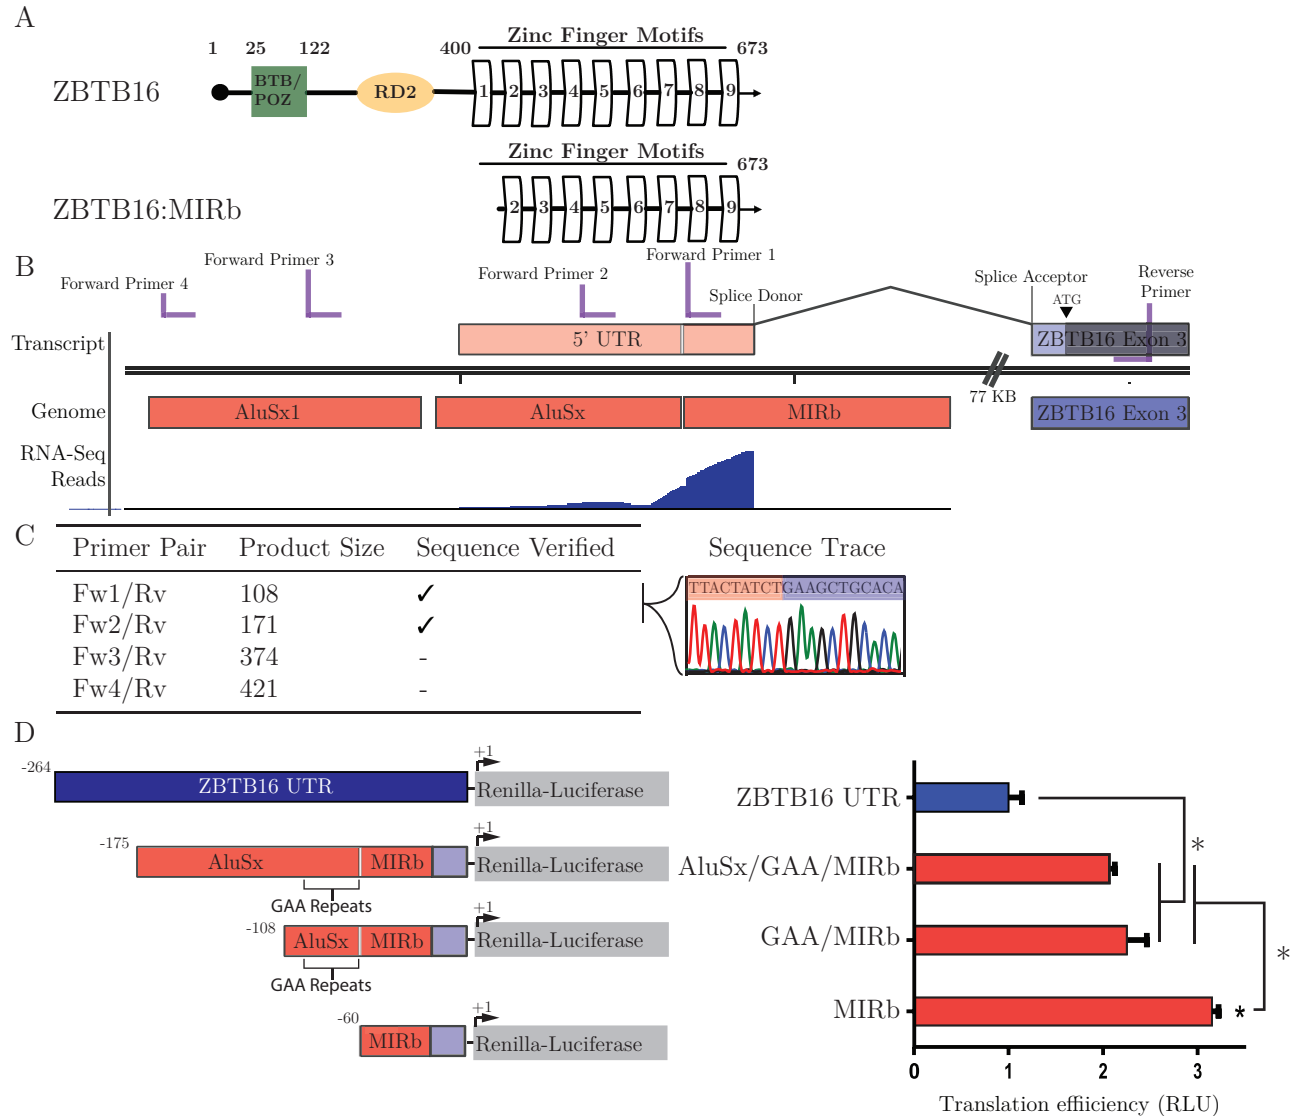 A
Zinc Finger Motifs
1 25 122 400 673
ZBTB16
BTB/
POZ
RD2
1 2 3 4 5 6 7 8 9
Zinc Finger Motifs
673
ZBTB16:MIRb
2 3 4 5 6 7 8 9
B
Forward Primer 4
Forward Primer 3
Forward Primer 2
Forward Primer 1
Splice Donor
Splice Acceptor
ATG
Reverse
Primer
Transcript
5' UTR
ZBTB16 Exon 3
77 KB
Genome
AluSx1
AluSx
MIRb
ZBTB16 Exon 3
RNA-Seq
Reads
C
Primer Pair Product Size Sequence Verified
Fw1/Rv 108 ✓
Fw2/Rv 171 ✓
Fw3/Rv 374 -
Fw4/Rv 421 -
Sequence Trace
TTACTATCTGAAGCTGCACA
D
-264
ZBTB16 UTR
+1
Renilla-Luciferase
-175
AluSx
MIRb
+1
Renilla-Luciferase
GAA Repeats
-108
AluSx
MIRb
+1
Renilla-Luciferase
GAA Repeats
-60
MIRb
+1
Renilla-Luciferase
ZBTB16 UTR
*
AluSx/GAA/MIRb
GAA/MIRb
*
MIRb
*
0 1 2 3
Translation effiiciency (RLU)